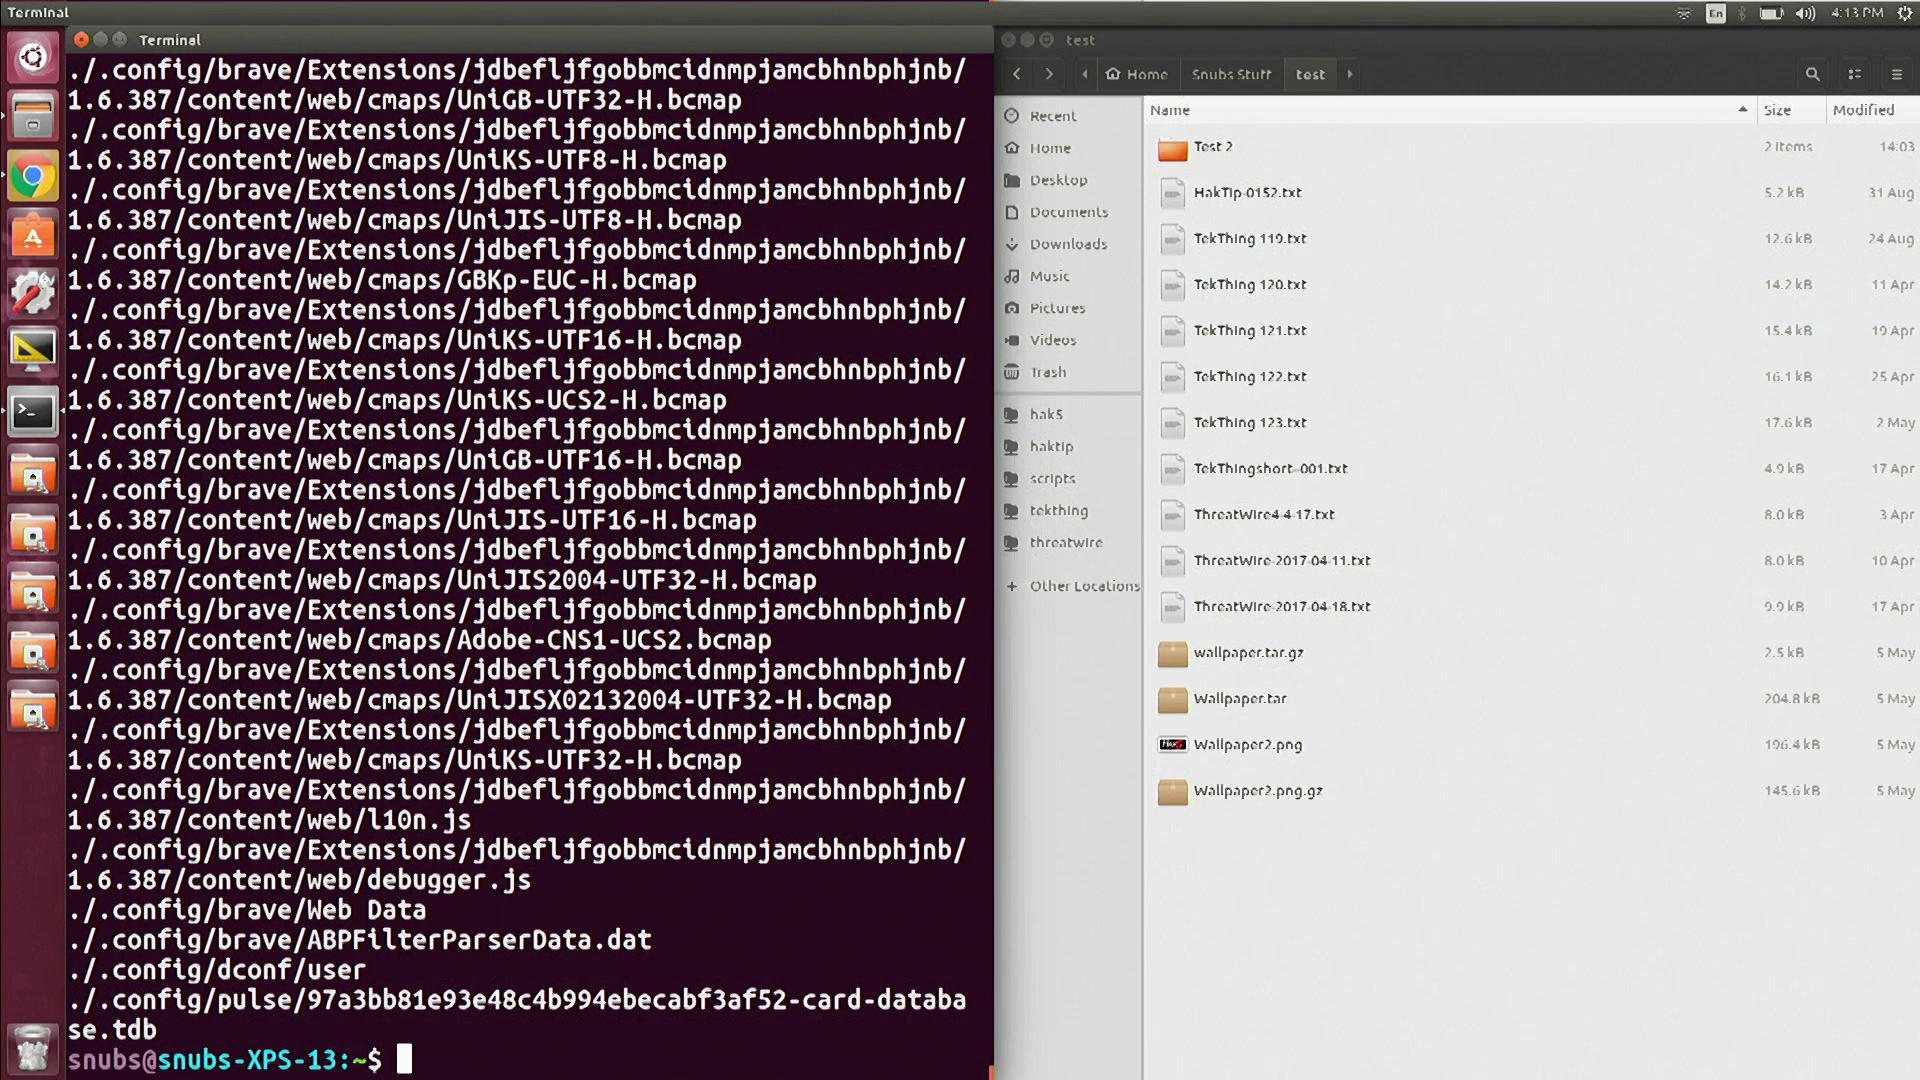 Terminal
En
4:13 PM
Terminal
./.config/brave/Extensions/jdbefljfgobbmcidnmpjamcbhnbphjnb/
1.6.387/content/web/cmaps/UniGB-UTF32-H.bcmap
./.config/brave/Extensions/jdbefljfgobbmcidnmpjamcbhnbphjnb/
1.6.387/content/web/cmaps/UniKS-UTF8-H.bcmap
./.config/brave/Extensions/jdbefljfgobbmcidnmpjamcbhnbphjnb/
1.6.387/content/web/cmaps/UniJIS-UTF8-H.bcmap
./.config/brave/Extensions/jdbefljfgobbmcidnmpjamcbhnbphjnb/
1.6.387/content/web/cmaps/GBKp-EUC-H.bcmap
./.config/brave/Extensions/jdbefljfgobbmcidnmpjamcbhnbphjnb/
1.6.387/content/web/cmaps/UniKS-UTF16-H.bcmap
./.config/brave/Extensions/jdbefljfgobbmcidnmpjamcbhnbphjnb/
1.6.387/content/web/cmaps/UniKS-UCS2-H.bcmap
./.config/brave/Extensions/jdbefljfgobbmcidnmpjamcbhnbphjnb/
1.6.387/content/web/cmaps/UniGB-UTF16-H.bcmap
./.config/brave/Extensions/jdbefljfgobbmcidnmpjamcbhnbphjnb/
1.6.387/content/web/cmaps/UniJIS-UTF16-H.bcmap
./.config/brave/Extensions/jdbefljfgobbmcidnmpjamcbhnbphjnb/
1.6.387/content/web/cmaps/UniJIS2004-UTF32-H.bcmap
./.config/brave/Extensions/jdbefljfgobbmcidnmpjamcbhnbphjnb/
1.6.387/content/web/cmaps/Adobe-CNS1-UCS2.bcmap
./.config/brave/Extensions/jdbefljfgobbmcidnmpjamcbhnbphjnb/
1.6.387/content/web/cmaps/UniJISX02132004-UTF32-H.bcmap
./.config/brave/Extensions/jdbefljfgobbmcidnmpjamcbhnbphjnb/
1.6.387/content/web/cmaps/UniKS-UTF32-H.bcmap
./.config/brave/Extensions/jdbefljfgobbmcidnmpjamcbhnbphjnb/
1.6.387/content/web/l10n.js
./.config/brave/Extensions/jdbefljfgobbmcidnmpjamcbhnbphjnb/
1.6.387/content/web/debugger.js
./.config/brave/Web Data
./.config/brave/ABPFilterParserData.dat
./.config/dconf/user
./.config/pulse/97a3bb81e93e48c4b994ebecabf3af52-card-databa
se.tdb
snubs@snubs-XPS-13:~$
test
Home
Snubs Stuff
test
Recent
Home
Desktop
Documents
Downloads
Music
Pictures
Videos
Trash
hak5
haktip
scripts
tekthing
threatwire
+ Other Locations
Name Size Modified
Test 2 2 items 14:03
HakTip-0152.txt 5.2 kB 31 Aug
TekThing 119.txt 12.6 kB 24 Aug
TekThing 120.txt 14.2 kB 11 Apr
TekThing 121.txt 15.4 kB 19 Apr
TekThing 122.txt 16.1 kB 25 Apr
TekThing 123.txt 17.6 kB 2 May
TekThingshort-001.txt 4.9 kB 17 Apr
ThreatWire4-4-17.txt 8.0 kB 3 Apr
ThreatWire-2017-04-11.txt 8.0 kB 10 Apr
ThreatWire-2017-04-18.txt 9.9 kB 17 Apr
wallpaper.tar.gz 2.5 kB 5 May
Wallpaper.tar 204.8 kB 5 May
Wallpaper2.png 196.4 kB 5 May
Wallpaper2.png.gz 145.6 kB 5 May